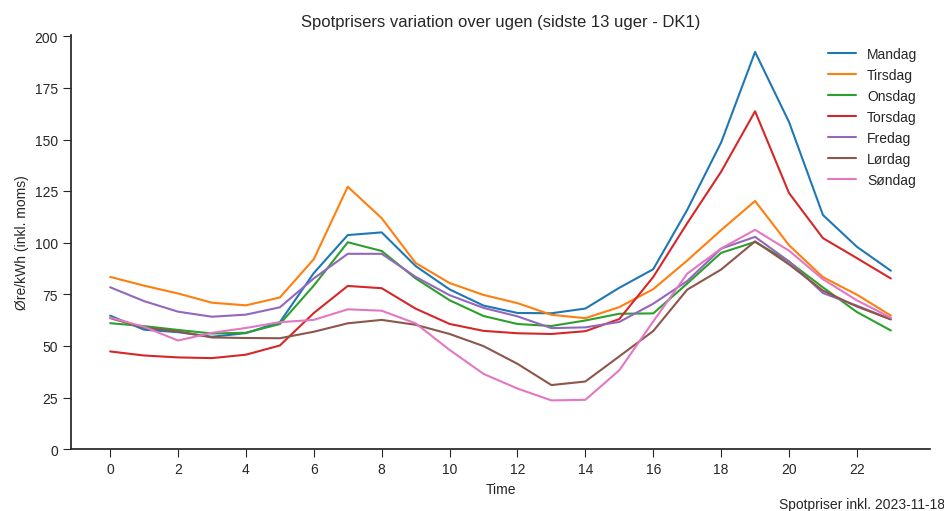 Spotprisers variation over ugen (sidste 13 uger - DK1)
Øre/kWh (inkl. moms)
200
175
150
125
100
75
50
25
0
Mandag
Tirsdag
Onsdag
Torsdag
Fredag
Lørdag
Søndag
0 2 4 6 8 10 12 14 16 18 20 22
Time
Spotpriser inkl. 2023-11-18